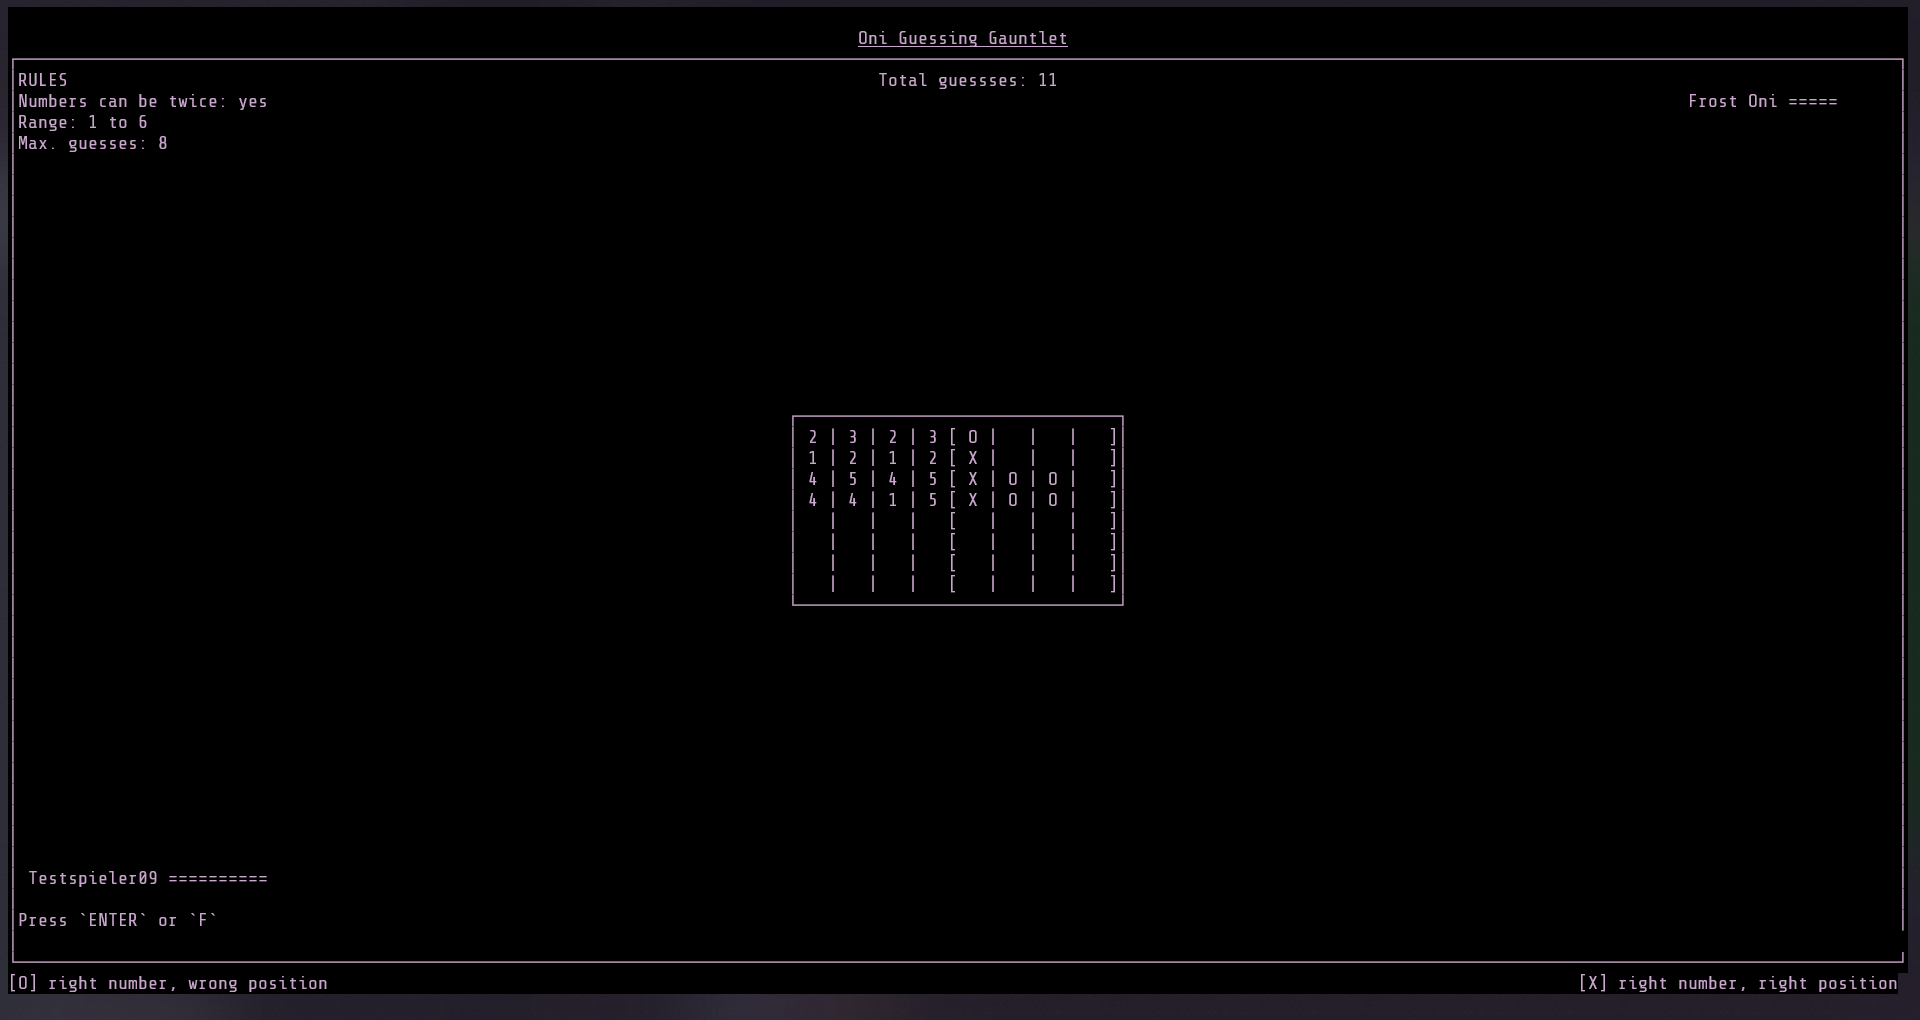 Oni Guessing Gauntlet
RULES
Total guessses: 11
Numbers can be twice: yes
Frost Oni =====
Range: 1 to 6
Max. guesses: 8
2 | 3 | 2 | 3 [ O |   |   |   ]
1 | 2 | 1 | 2 [ X |   |   |   ]
4 | 5 | 4 | 5 [ X | O | O |   ]
4 | 4 | 1 | 5 [ X | O | O |   ]
  |   |   |   [   |   |   |   ]
  |   |   |   [   |   |   |   ]
  |   |   |   [   |   |   |   ]
  |   |   |   [   |   |   |   ]
Testspieler09 ==========
Press `ENTER` or `F`
[O] right number, wrong position
[X] right number, right position